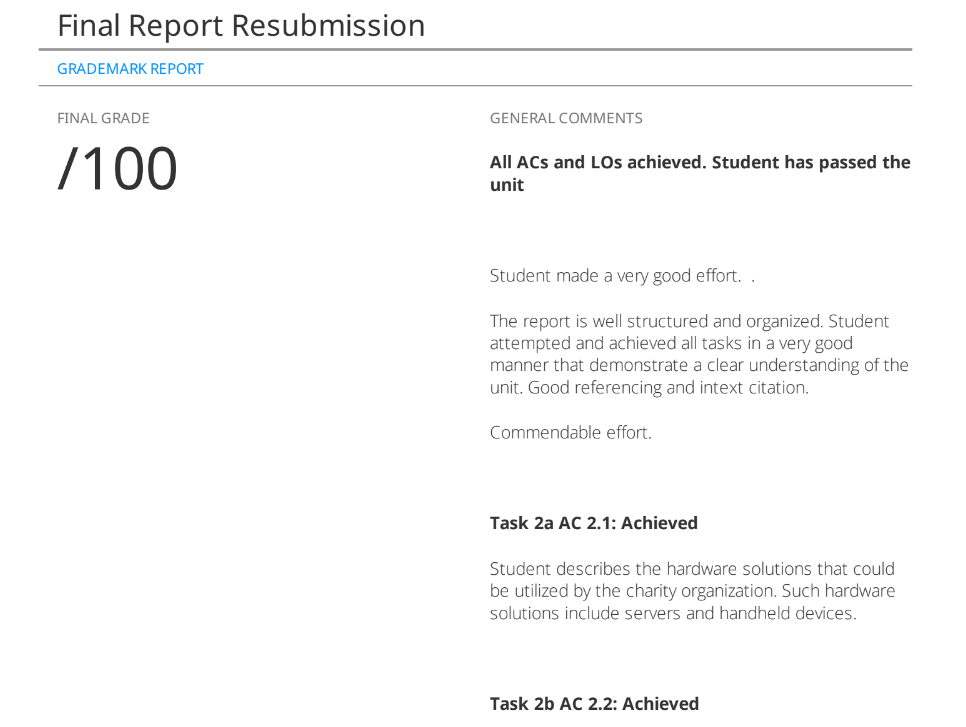 Final Report Resubmission
GRADEMARK REPORT
FINAL GRADE
/100
GENERAL COMMENTS
All ACs and LOs achieved. Student has passed the
unit
Student made a very good effort.  .
The report is well structured and organized. Student
attempted and achieved all tasks in a very good
manner that demonstrate a clear understanding of the
unit. Good referencing and intext citation.
Commendable effort.
Task 2a AC 2.1: Achieved
Student describes the hardware solutions that could
be utilized by the charity organization. Such hardware
solutions include servers and handheld devices.
Task 2b AC 2.2: Achieved